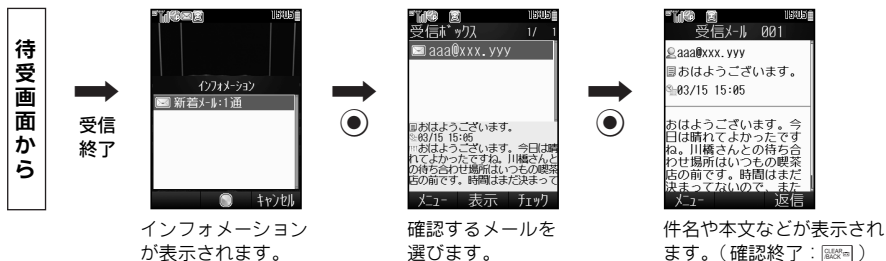 待受画面から
受信
終了
15:05
インフォメーション
新着メール:1通
キャンセル
インフォメーション
が表示されます。
15:05
受信ボックス 1/ 1
aaa@xxx.yyy
おはようございます。
03/15 15:05
おはようございます。今日は晴
れてよかったですね。川橋さんと
の待ち合わせ場所はいつもの喫茶
店の前です。時間はまだ決まって
メニュー 表示 チェック
確認するメールを
選びます。
15:05
受信メール 001
aaa@xxx.yyy
おはようございます。
03/15 15:05
おはようございます。今
日は晴れてよかったです
ね。川橋さんとの待ち合
わせ場所はいつもの喫茶
店の前です。時間はまだ
決まってないので、また
メニュー 返信
件名や本文などが表示され
ます。(確認終了:CLEAR BACK)